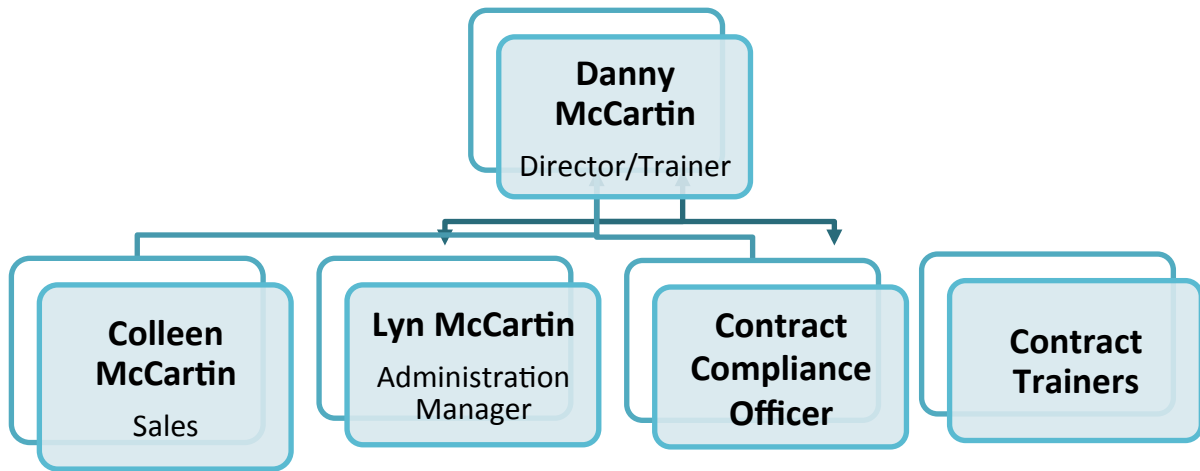 Danny
McCartin
Director/Trainer
Colleen
McCartin
Sales
Lyn McCartin
Administration
Manager
Contract
Compliance
Officer
Contract
Trainers